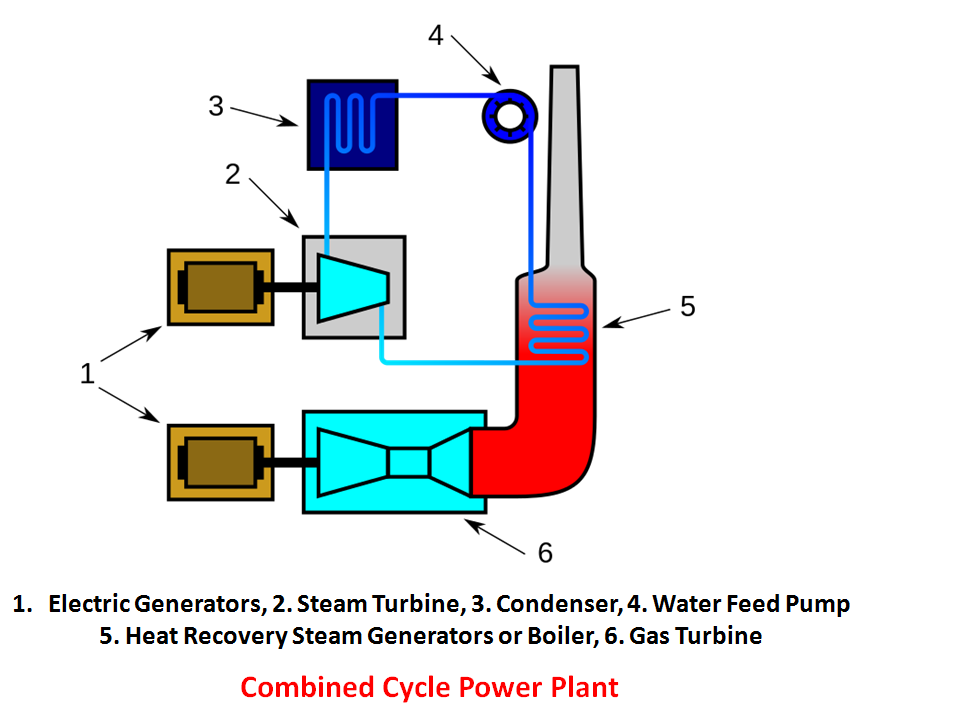 4
3
2
5
1
6
1. Electric Generators, 2. Steam Turbine, 3. Condenser, 4. Water Feed Pump
5. Heat Recovery Steam Generators or Boiler, 6. Gas Turbine
Combined Cycle Power Plant